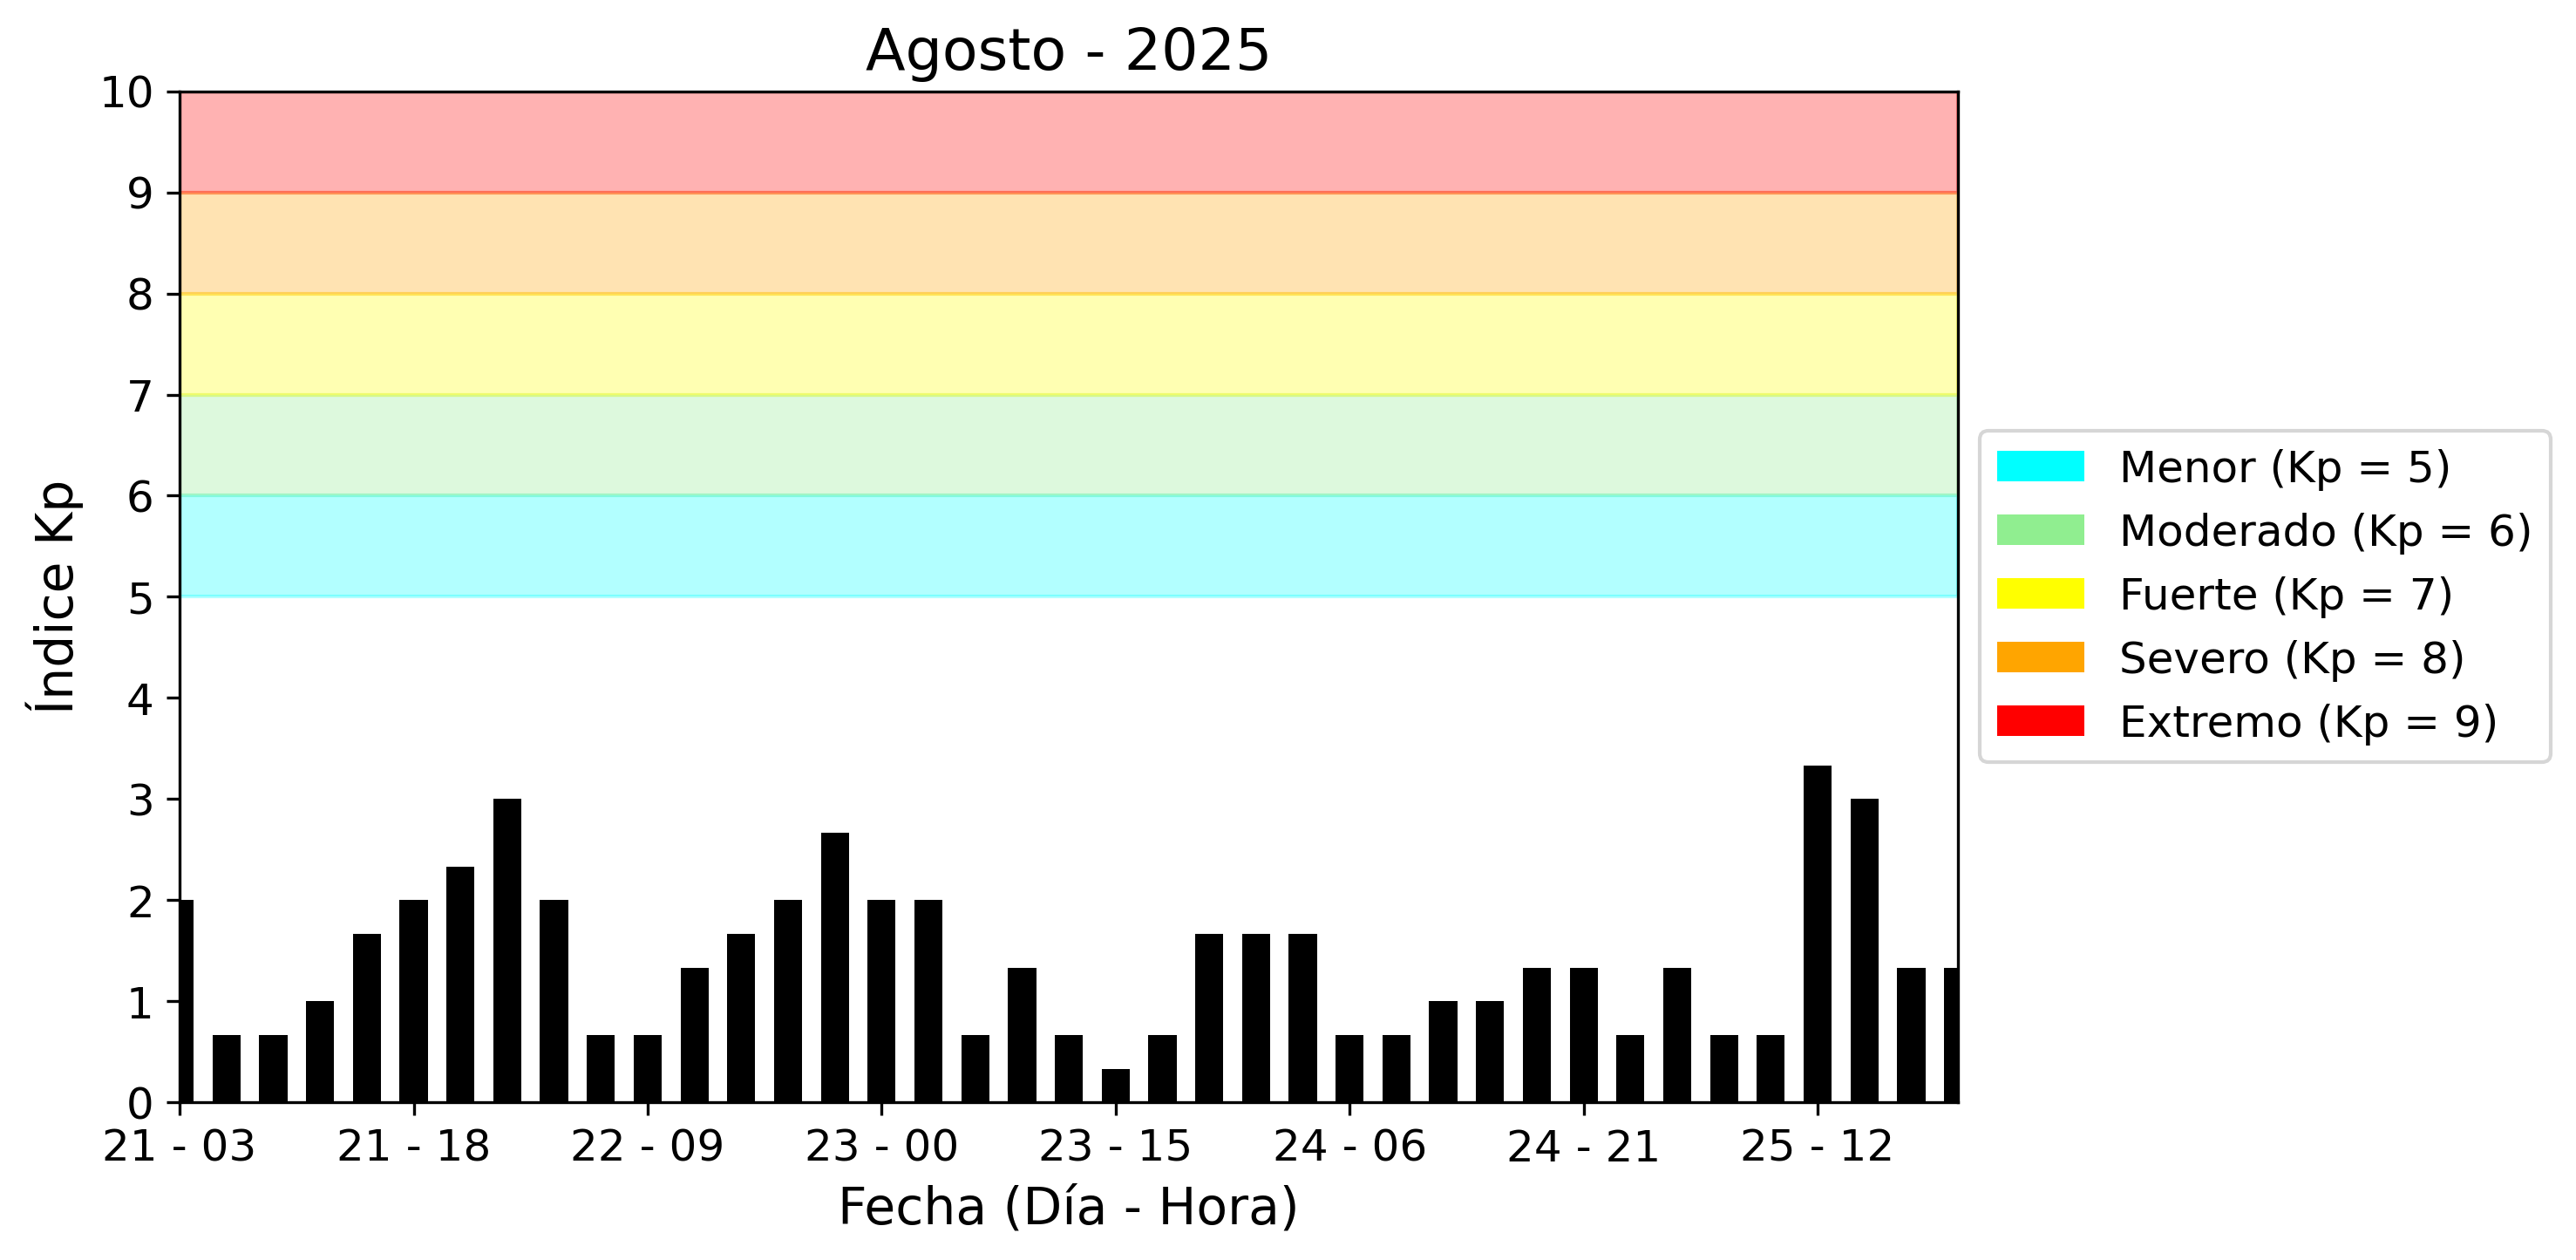 Agosto - 2025
10
9
8
7
6
5
4
3
2
1
0
Índice Kp
21 - 03
21 - 18
22 - 09
23 - 00
23 - 15
24 - 06
24 - 21
25 - 12
Fecha (Día - Hora)
Menor (Kp = 5)
Moderado (Kp = 6)
Fuerte (Kp = 7)
Severo (Kp = 8)
Extremo (Kp = 9)